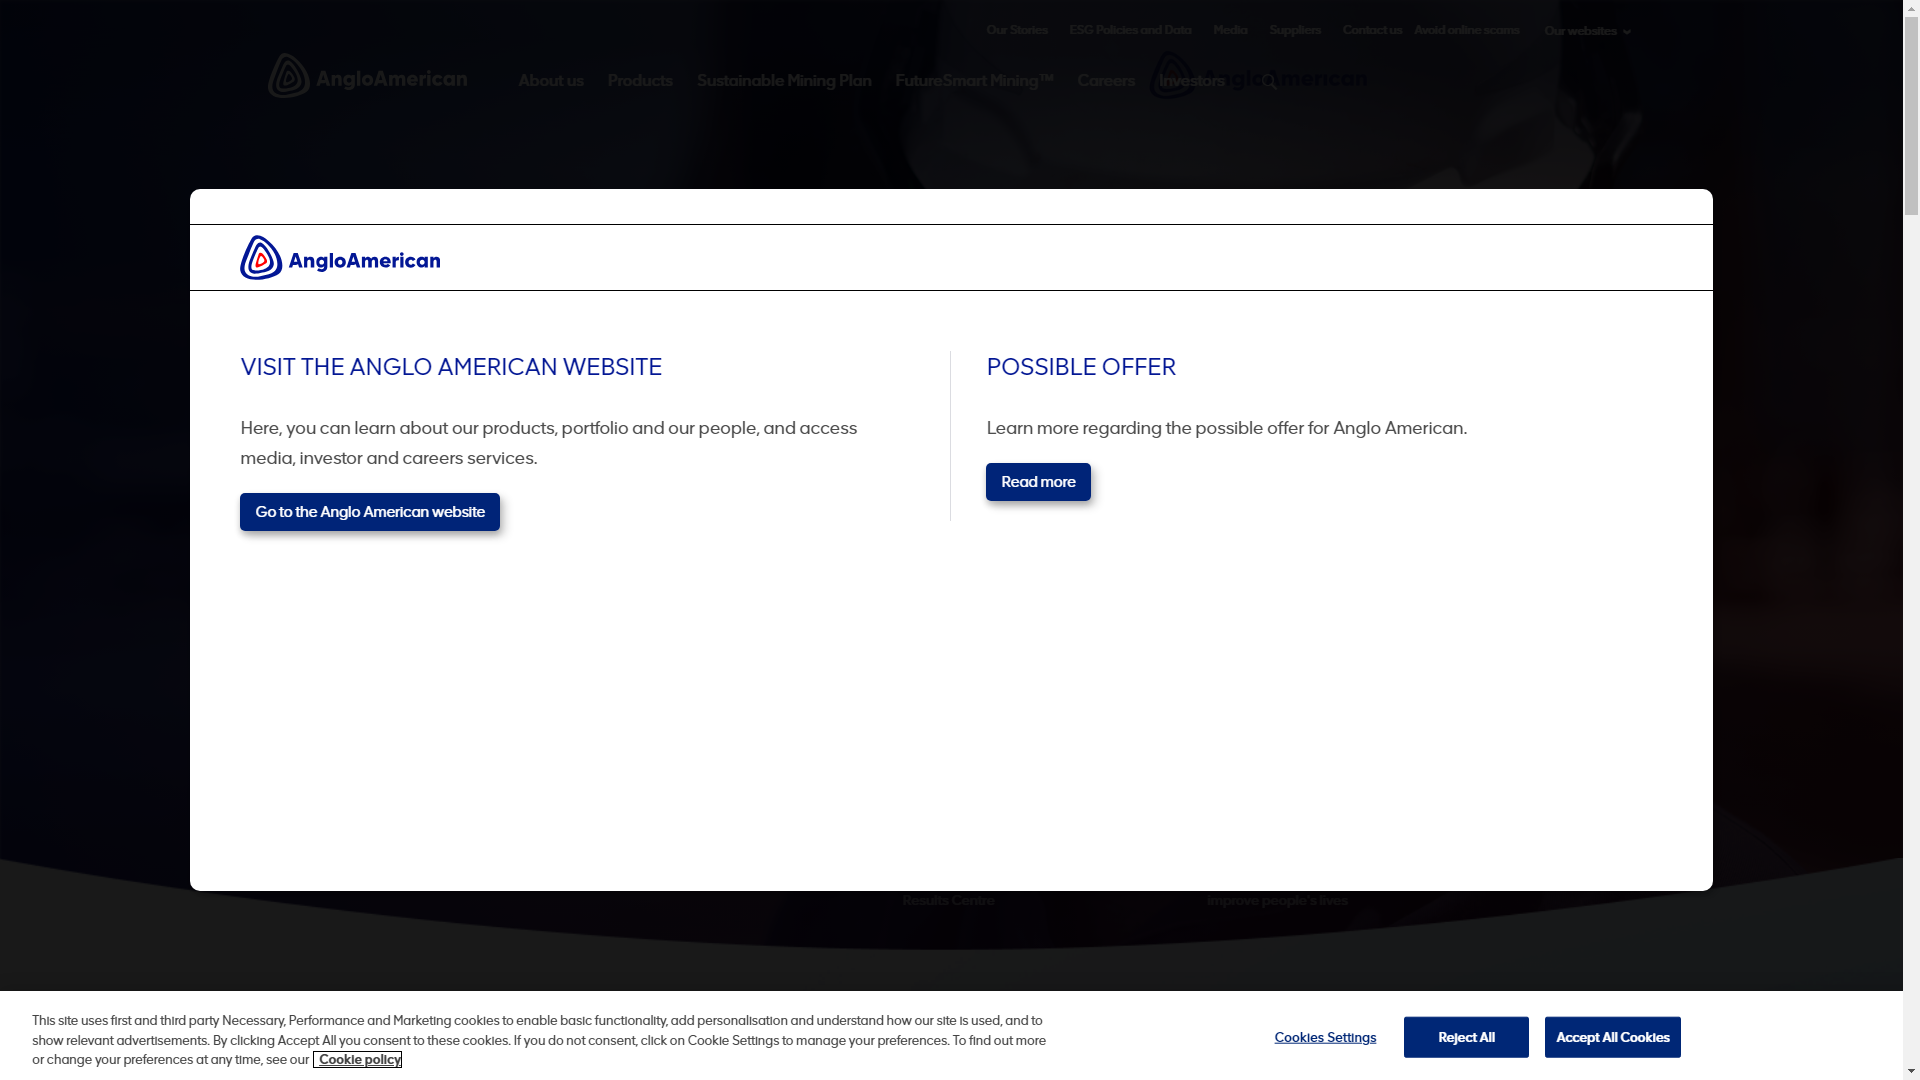 Our Stories ESG Policies and Data Media Suppliers Contact us Avoid online scams Our websites
AngloAmerican About us Products Sustainable Mining Plan FutureSmart Mining™ Careers Investors
AngloAmerican
AngloAmerican
VISIT THE ANGLO AMERICAN WEBSITE
Here, you can learn about our products, portfolio and our people, and access
media, investor and careers services.
Go to the Anglo American website
POSSIBLE OFFER
Learn more regarding the possible offer for Anglo American.
Read more
Results Centre
improve people's lives
This site uses first and third party Necessary, Performance and Marketing cookies to enable basic functionality, add personalisation and understand how our site is used, and to
show relevant advertisements. By clicking Accept All you consent to these cookies. If you do not consent, click on Cookie Settings to manage your preferences. To find out more
or change your preferences at any time, see our Cookie policy
Cookies Settings
Reject All
Accept All Cookies